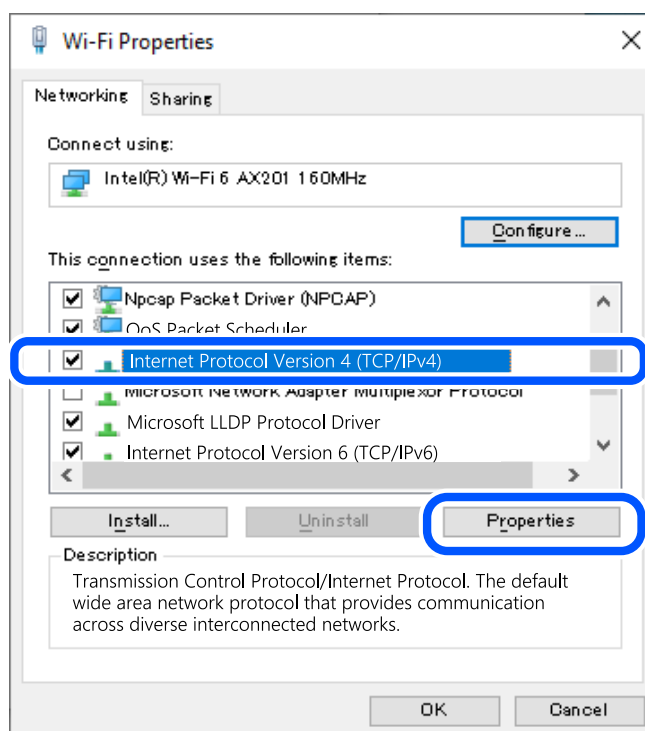 Wi-Fi Properties
Networking
Sharing
Connect using:
Intel(R) Wi-Fi 6 AX201 160MHz
Configure...
This connection uses the following items:
Npcap Packet Driver (NPCAP)
QoS Packet Scheduler
Internet Protocol Version 4 (TCP/IPv4)
Microsoft Network Adapter Multiplexor Protocol
Microsoft LLDP Protocol Driver
Internet Protocol Version 6 (TCP/IPv6)
Install...
Uninstall
Properties
Description
Transmission Control Protocol/Internet Protocol. The default
wide area network protocol that provides communication
across diverse interconnected networks.
OK
Cancel